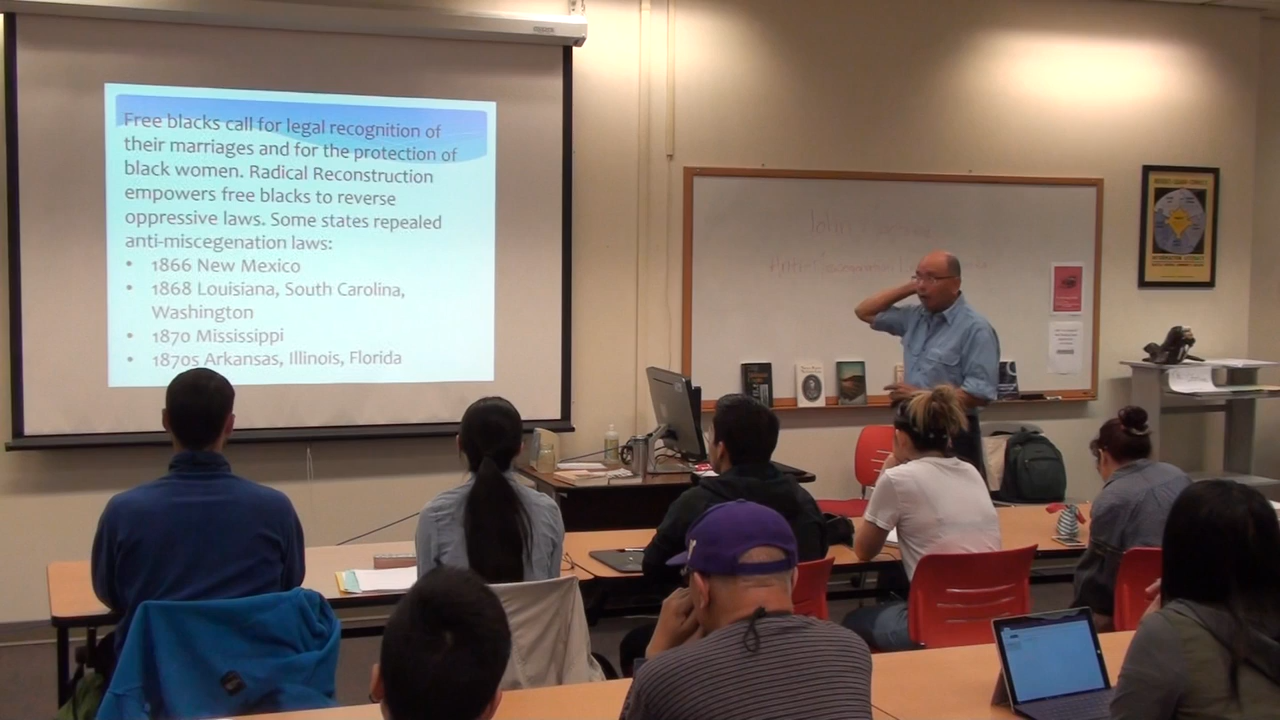 Free blacks call for legal recognition of
their marriages and for the protection of
black women. Radical Reconstruction
empowers free blacks to reverse
oppressive laws. Some states repealed
anti-miscegenation laws:
• 1866 New Mexico
• 1868 Louisiana, South Carolina,
Washington
• 1870 Mississippi
• 1870s Arkansas, Illinois, Florida
John